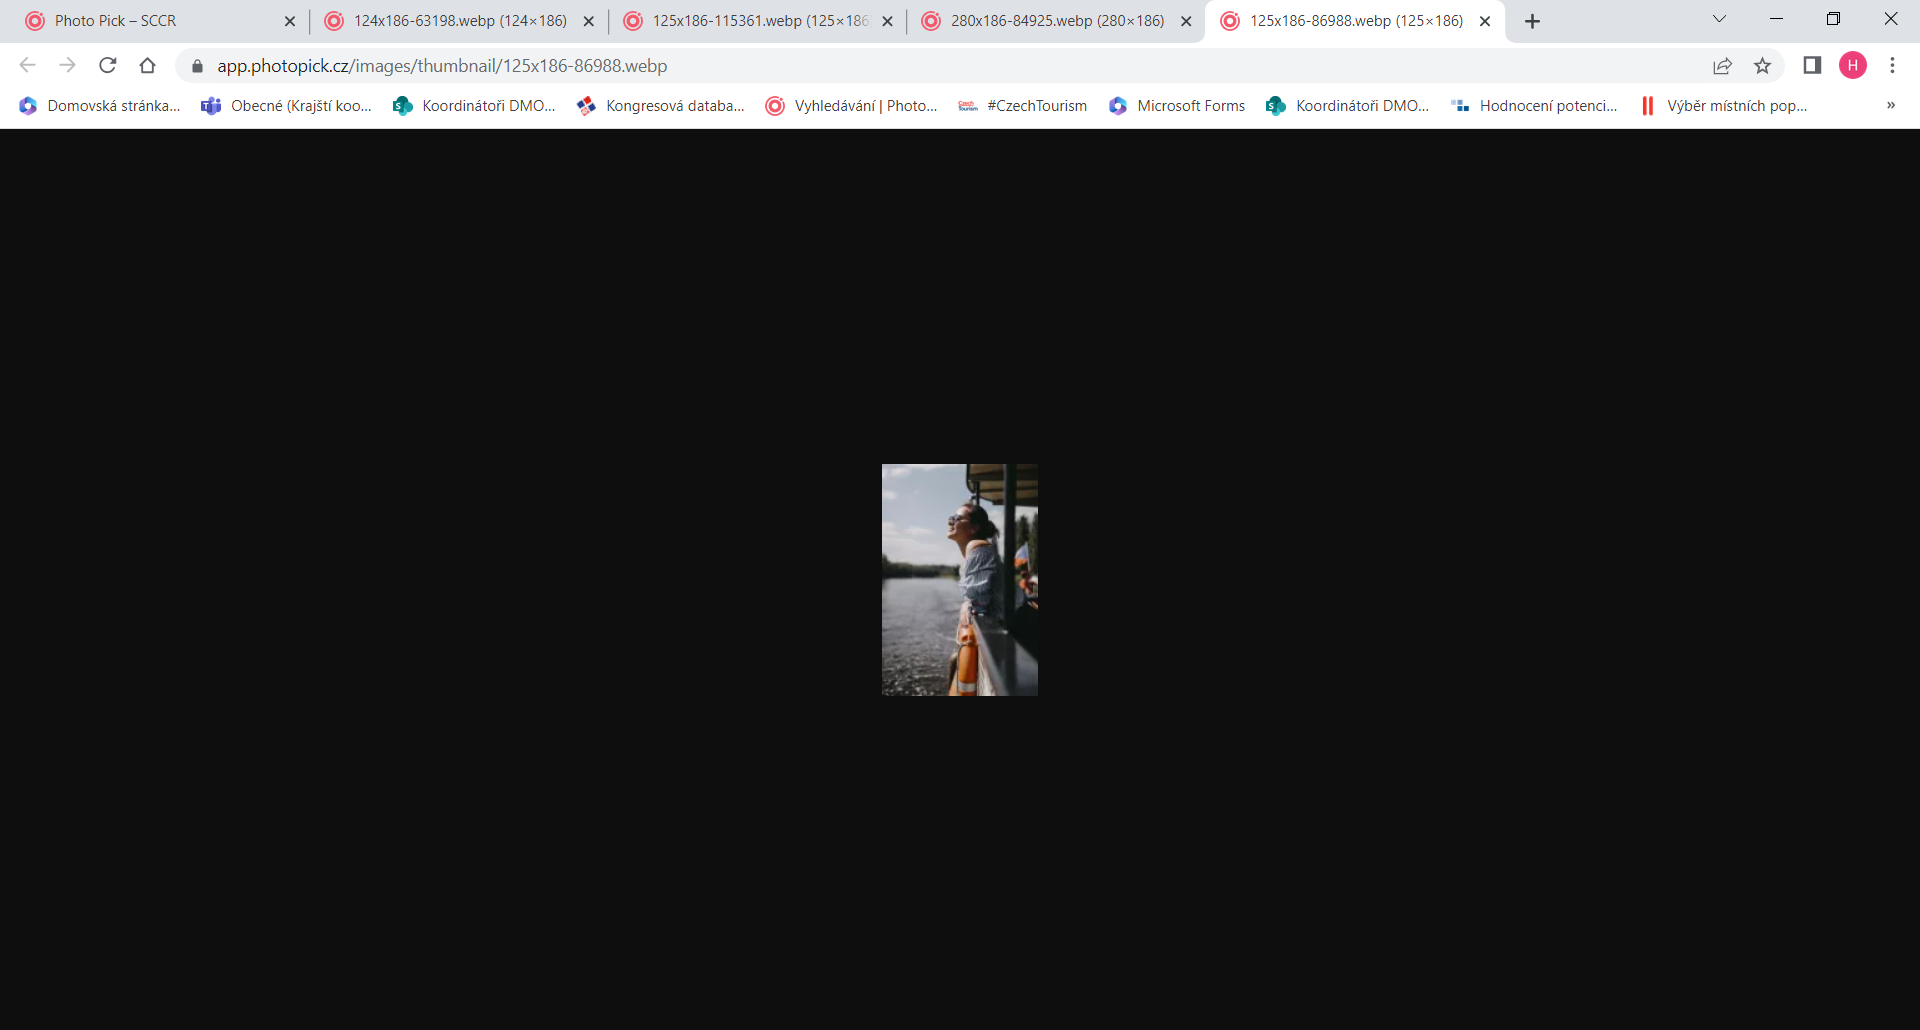 Photo Pick – SCCR
124x186-63198.webp (124×186)
125x186-115361.webp (125×186
280x186-84925.webp (280×186)
125x186-86988.webp (125×186)
app.photopick.cz/images/thumbnail/125x186-86988.webp
H
Domovská stránka...
Obecné (Krajští koo...
Koordinátoři DMO...
Kongresová databa...
Vyhledávání | Photo...
Czech Tourism
#CzechTourism
Microsoft Forms
Koordinátoři DMO...
Hodnocení potenci...
Výběr místních pop...
»